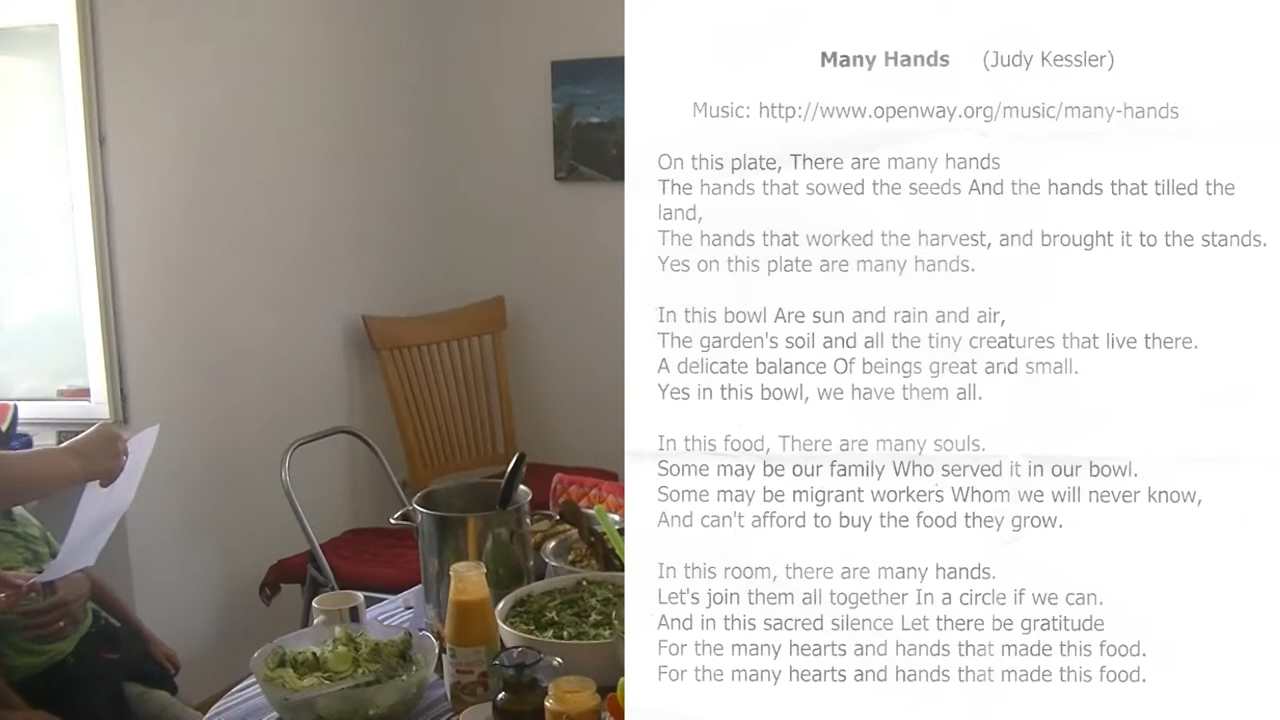 Many Hands (Judy Kessler)
Music: http://www.openway.org/music/many-hands
On this plate, There are many hands
The hands that sowed the seeds And the hands that tilled the
land,
The hands that worked the harvest, and brought it to the stands.
Yes on this plate are many hands.
In this bowl Are sun and rain and air,
The garden's soil and all the tiny creatures that live there.
A delicate balance Of beings great and small.
Yes in this bowl, we have them all.
In this food, There are many souls.
Some may be our family Who served it in our bowl.
Some may be migrant workers Whom we will never know,
And can't afford to buy the food they grow.
In this room, there are many hands.
Let's join them all together In a circle if we can.
And in this sacred silence Let there be gratitude
For the many hearts and hands that made this food.
For the many hearts and hands that made this food.